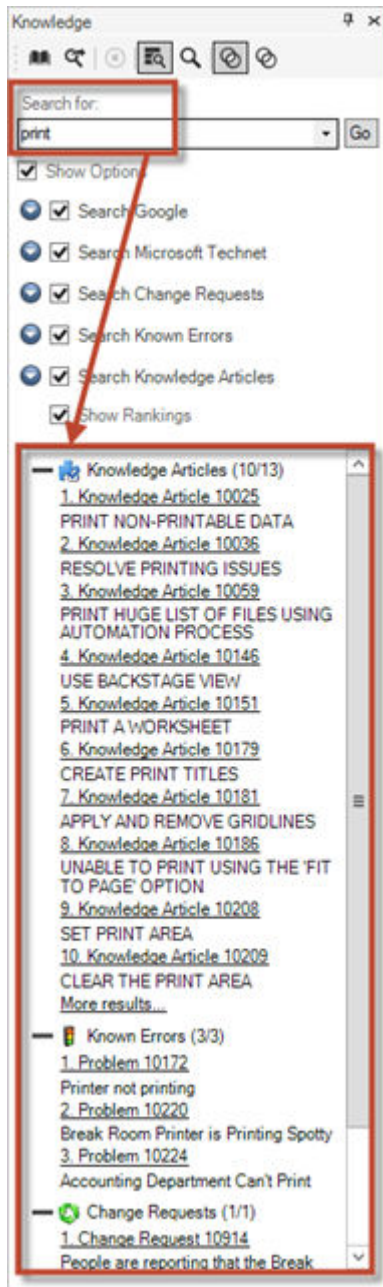 Knowledge
Search for:
print
Go
Show Options
Search Google
Search Microsoft Technet
Search Change Requests
Search Known Errors
Search Knowledge Articles
Show Rankings
Knowledge Articles (10/13)
1. Knowledge Article 10025
PRINT NON-PRINTABLE DATA
2. Knowledge Article 10036
RESOLVE PRINTING ISSUES
3. Knowledge Article 10059
PRINT HUGE LIST OF FILES USING
AUTOMATION PROCESS
4. Knowledge Article 10146
USE BACKSTAGE VIEW
5. Knowledge Article 10151
PRINT A WORKSHEET
6. Knowledge Article 10179
CREATE PRINT TITLES
7. Knowledge Article 10181
APPLY AND REMOVE GRIDLINES
8. Knowledge Article 10186
UNABLE TO PRINT USING THE 'FIT
TO PAGE' OPTION
9. Knowledge Article 10208
SET PRINT AREA
10. Knowledge Article 10209
CLEAR THE PRINT AREA
More results...
Known Errors (3/3)
1. Problem 10172
Printer not printing
2. Problem 10220
Break Room Printer is Printing Spotty
3. Problem 10224
Accounting Department Can't Print
Change Requests (1/1)
1. Change Request 10914
People are reporting that the Break